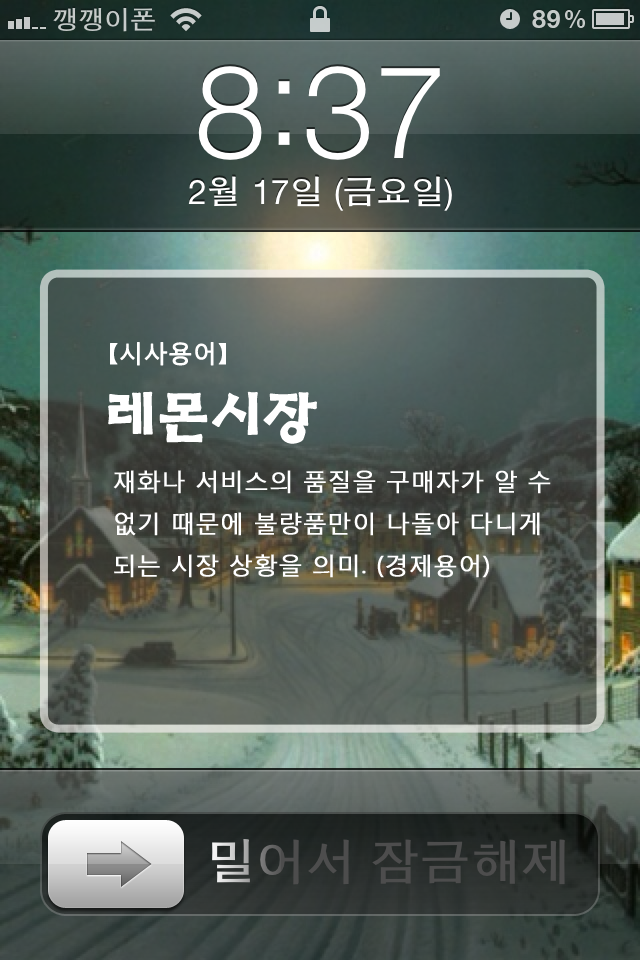 깽깽이폰
89%
8:37
2월 17일 (금요일)
【시사용어】
레몬시장
재화나 서비스의 품질을 구매자가 알 수
없기 때문에 불량품만이 나돌아 다니게
되는 시장 상황을 의미. (경제용어)
밀어서 잠금해제